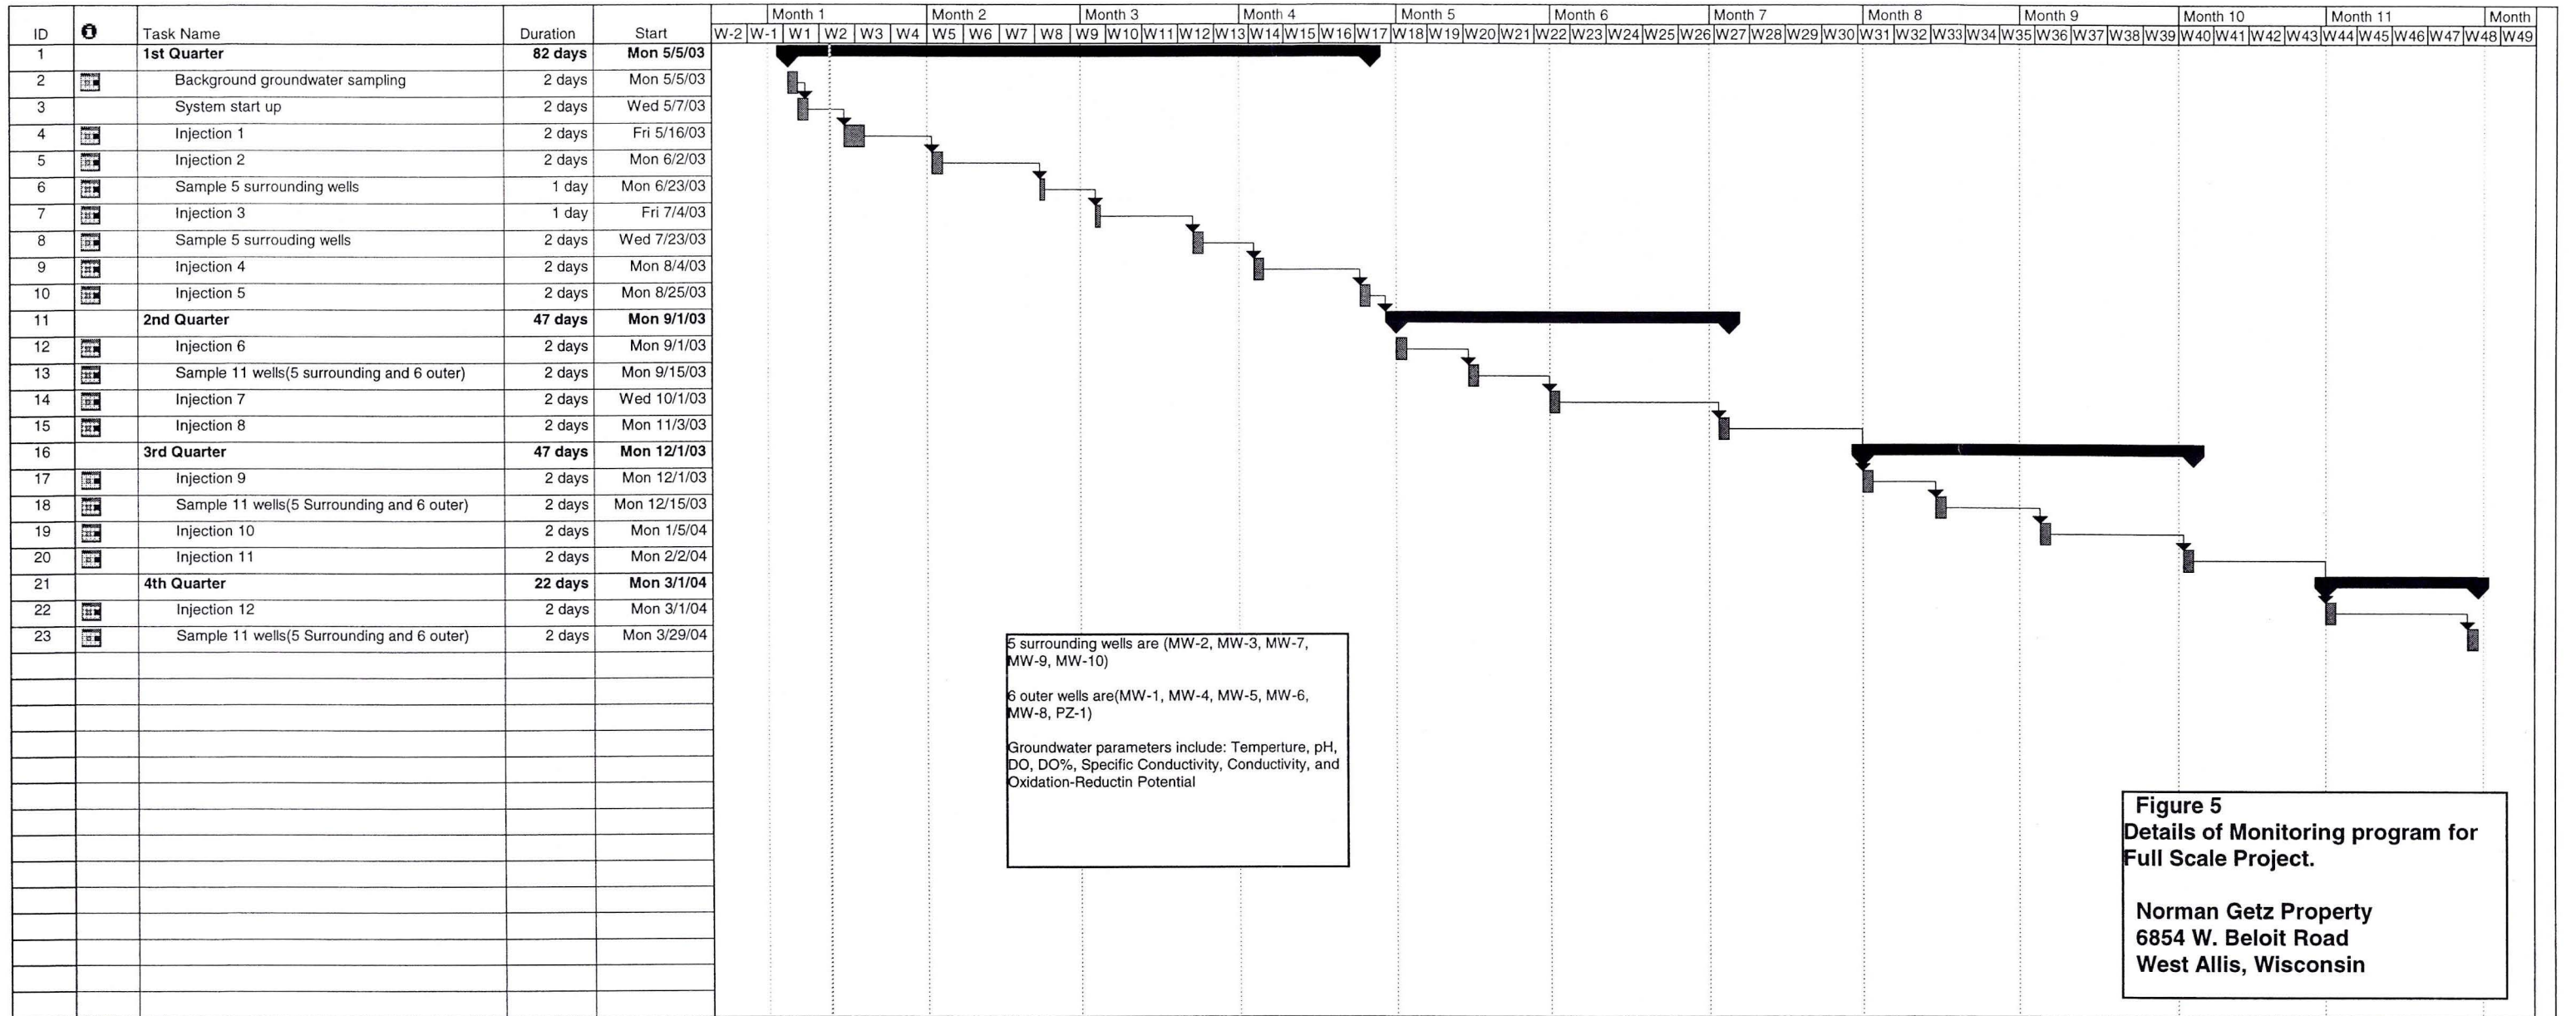 Month 1 Month 2 Month 3 Month 4 Month 5 Month 6 Month 7 Month 8 Month 9 Month 10 Month 11 Month
ID Task Name Duration Start W-2 W-1 W1 W2 W3 W4 W5 W6 W7 W8 W9 W10 W11 W12 W13 W14 W15 W16 W17 W18 W19 W20 W21 W22 W23 W24 W25 W26 W27 W28 W29 W30 W31 W32 W33 W34 W35 W36 W37 W38 W39 W40 W41 W42 W43 W44 W45 W46 W47 W48 W49
1 1st Quarter 82 days Mon 5/5/03
2 Background groundwater sampling 2 days Mon 5/5/03
3 System start up 2 days Wed 5/7/03
4 Injection 1 2 days Fri 5/16/03
5 Injection 2 2 days Mon 6/2/03
6 Sample 5 surrounding wells 1 day Mon 6/23/03
7 Injection 3 1 day Fri 7/4/03
8 Sample 5 surrouding wells 2 days Wed 7/23/03
9 Injection 4 2 days Mon 8/4/03
10 Injection 5 2 days Mon 8/25/03
11 2nd Quarter 47 days Mon 9/1/03
12 Injection 6 2 days Mon 9/1/03
13 Sample 11 wells(5 surrounding and 6 outer) 2 days Mon 9/15/03
14 Injection 7 2 days Wed 10/1/03
15 Injection 8 2 days Mon 11/3/03
16 3rd Quarter 47 days Mon 12/1/03
17 Injection 9 2 days Mon 12/1/03
18 Sample 11 wells(5 Surrounding and 6 outer) 2 days Mon 12/15/03
19 Injection 10 2 days Mon 1/5/04
20 Injection 11 2 days Mon 2/2/04
21 4th Quarter 22 days Mon 3/1/04
22 Injection 12 2 days Mon 3/1/04
23 Sample 11 wells(5 Surrounding and 6 outer) 2 days Mon 3/29/04
5 surrounding wells are (MW-2, MW-3, MW-7,
MW-9, MW-10)
6 outer wells are(MW-1, MW-4, MW-5, MW-6,
MW-8, PZ-1)
Groundwater parameters include: Temperture, pH,
DO, DO%, Specific Conductivity, Conductivity, and
Oxidation-Reductin Potential
Figure 5
Details of Monitoring program for
Full Scale Project.
Norman Getz Property
6854 W. Beloit Road
West Allis, Wisconsin